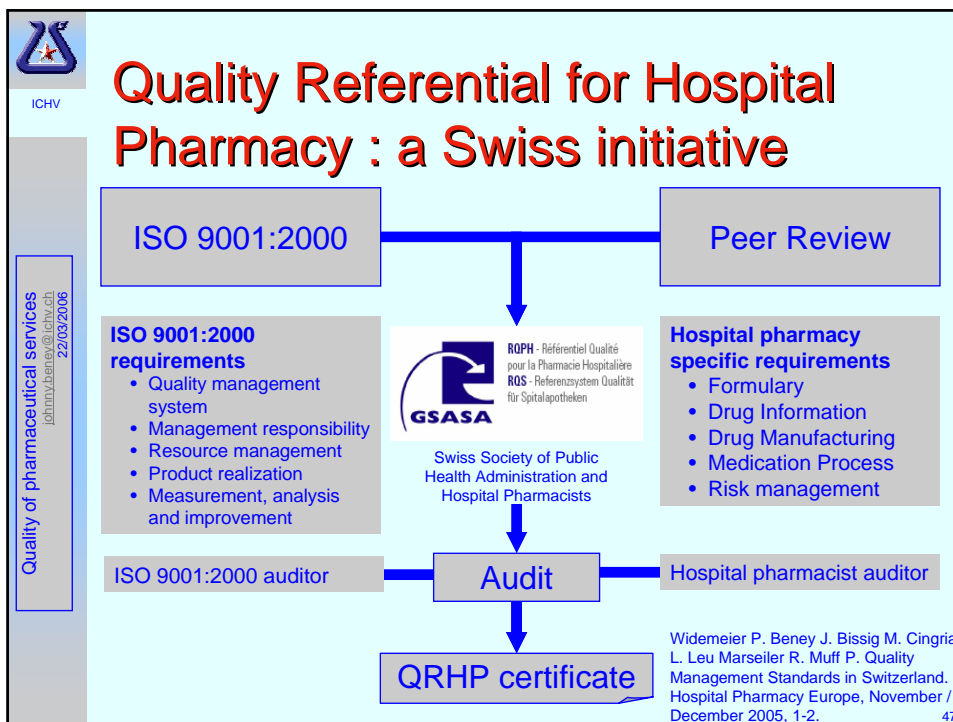 ICHV
Quality Referential for Hospital
Pharmacy : a Swiss initiative
Quality of pharmaceutical services
johnny.beney@ichv.ch
22/03/2006
ISO 9001:2000
Peer Review
ISO 9001:2000
requirements
• Quality management
system
• Management responsibility
• Resource management
• Product realization
• Measurement, analysis
and improvement
GSASA
RQPH - Référentiel Qualité
pour la Pharmacie Hospitalière
RQS - Referenzsystem Qualität
für Spitalapotheken
Swiss Society of Public
Health Administration and
Hospital Pharmacists
Hospital pharmacy
specific requirements
• Formulary
• Drug Information
• Drug Manufacturing
• Medication Process
• Risk management
ISO 9001:2000 auditor
Audit
Hospital pharmacist auditor
QRHP certificate
Widemeier P. Beney J. Bissig M. Cingria
L. Leu Marseiler R. Muff P. Quality
Management Standards in Switzerland.
Hospital Pharmacy Europe, November /
December 2005, 1-2.
47